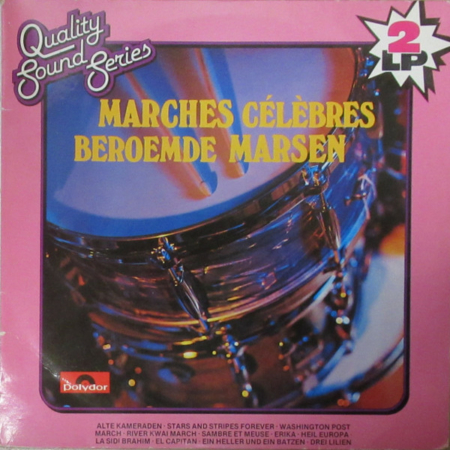 Quality
Sound
Series
2
LP
MARCHES CÉLÈBRES
BEROEMDE MARSEN
Polydor
ALTE KAMERADEN · STARS AND STRIPES FOREVER · WASHINGTON POST
MARCH · RIVER KWAI MARCH · SAMBRE ET MEUSE · ERIKA · HEIL EUROPA
LA SIDI BRAHIM · EL CAPITAN · EIN HELLER UND EIN BATZEN · DREI LILIEN